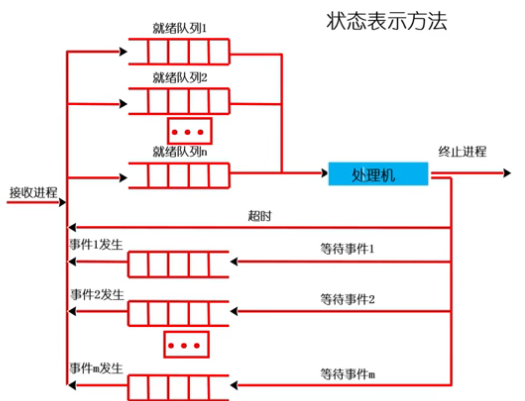 状态表示方法
就绪队列1
就绪队列2
就绪队列n
终止进程
处理机
接收进程
超时
事件1发生
等待事件1
事件2发生
等待事件2
事件m发生
等待事件m